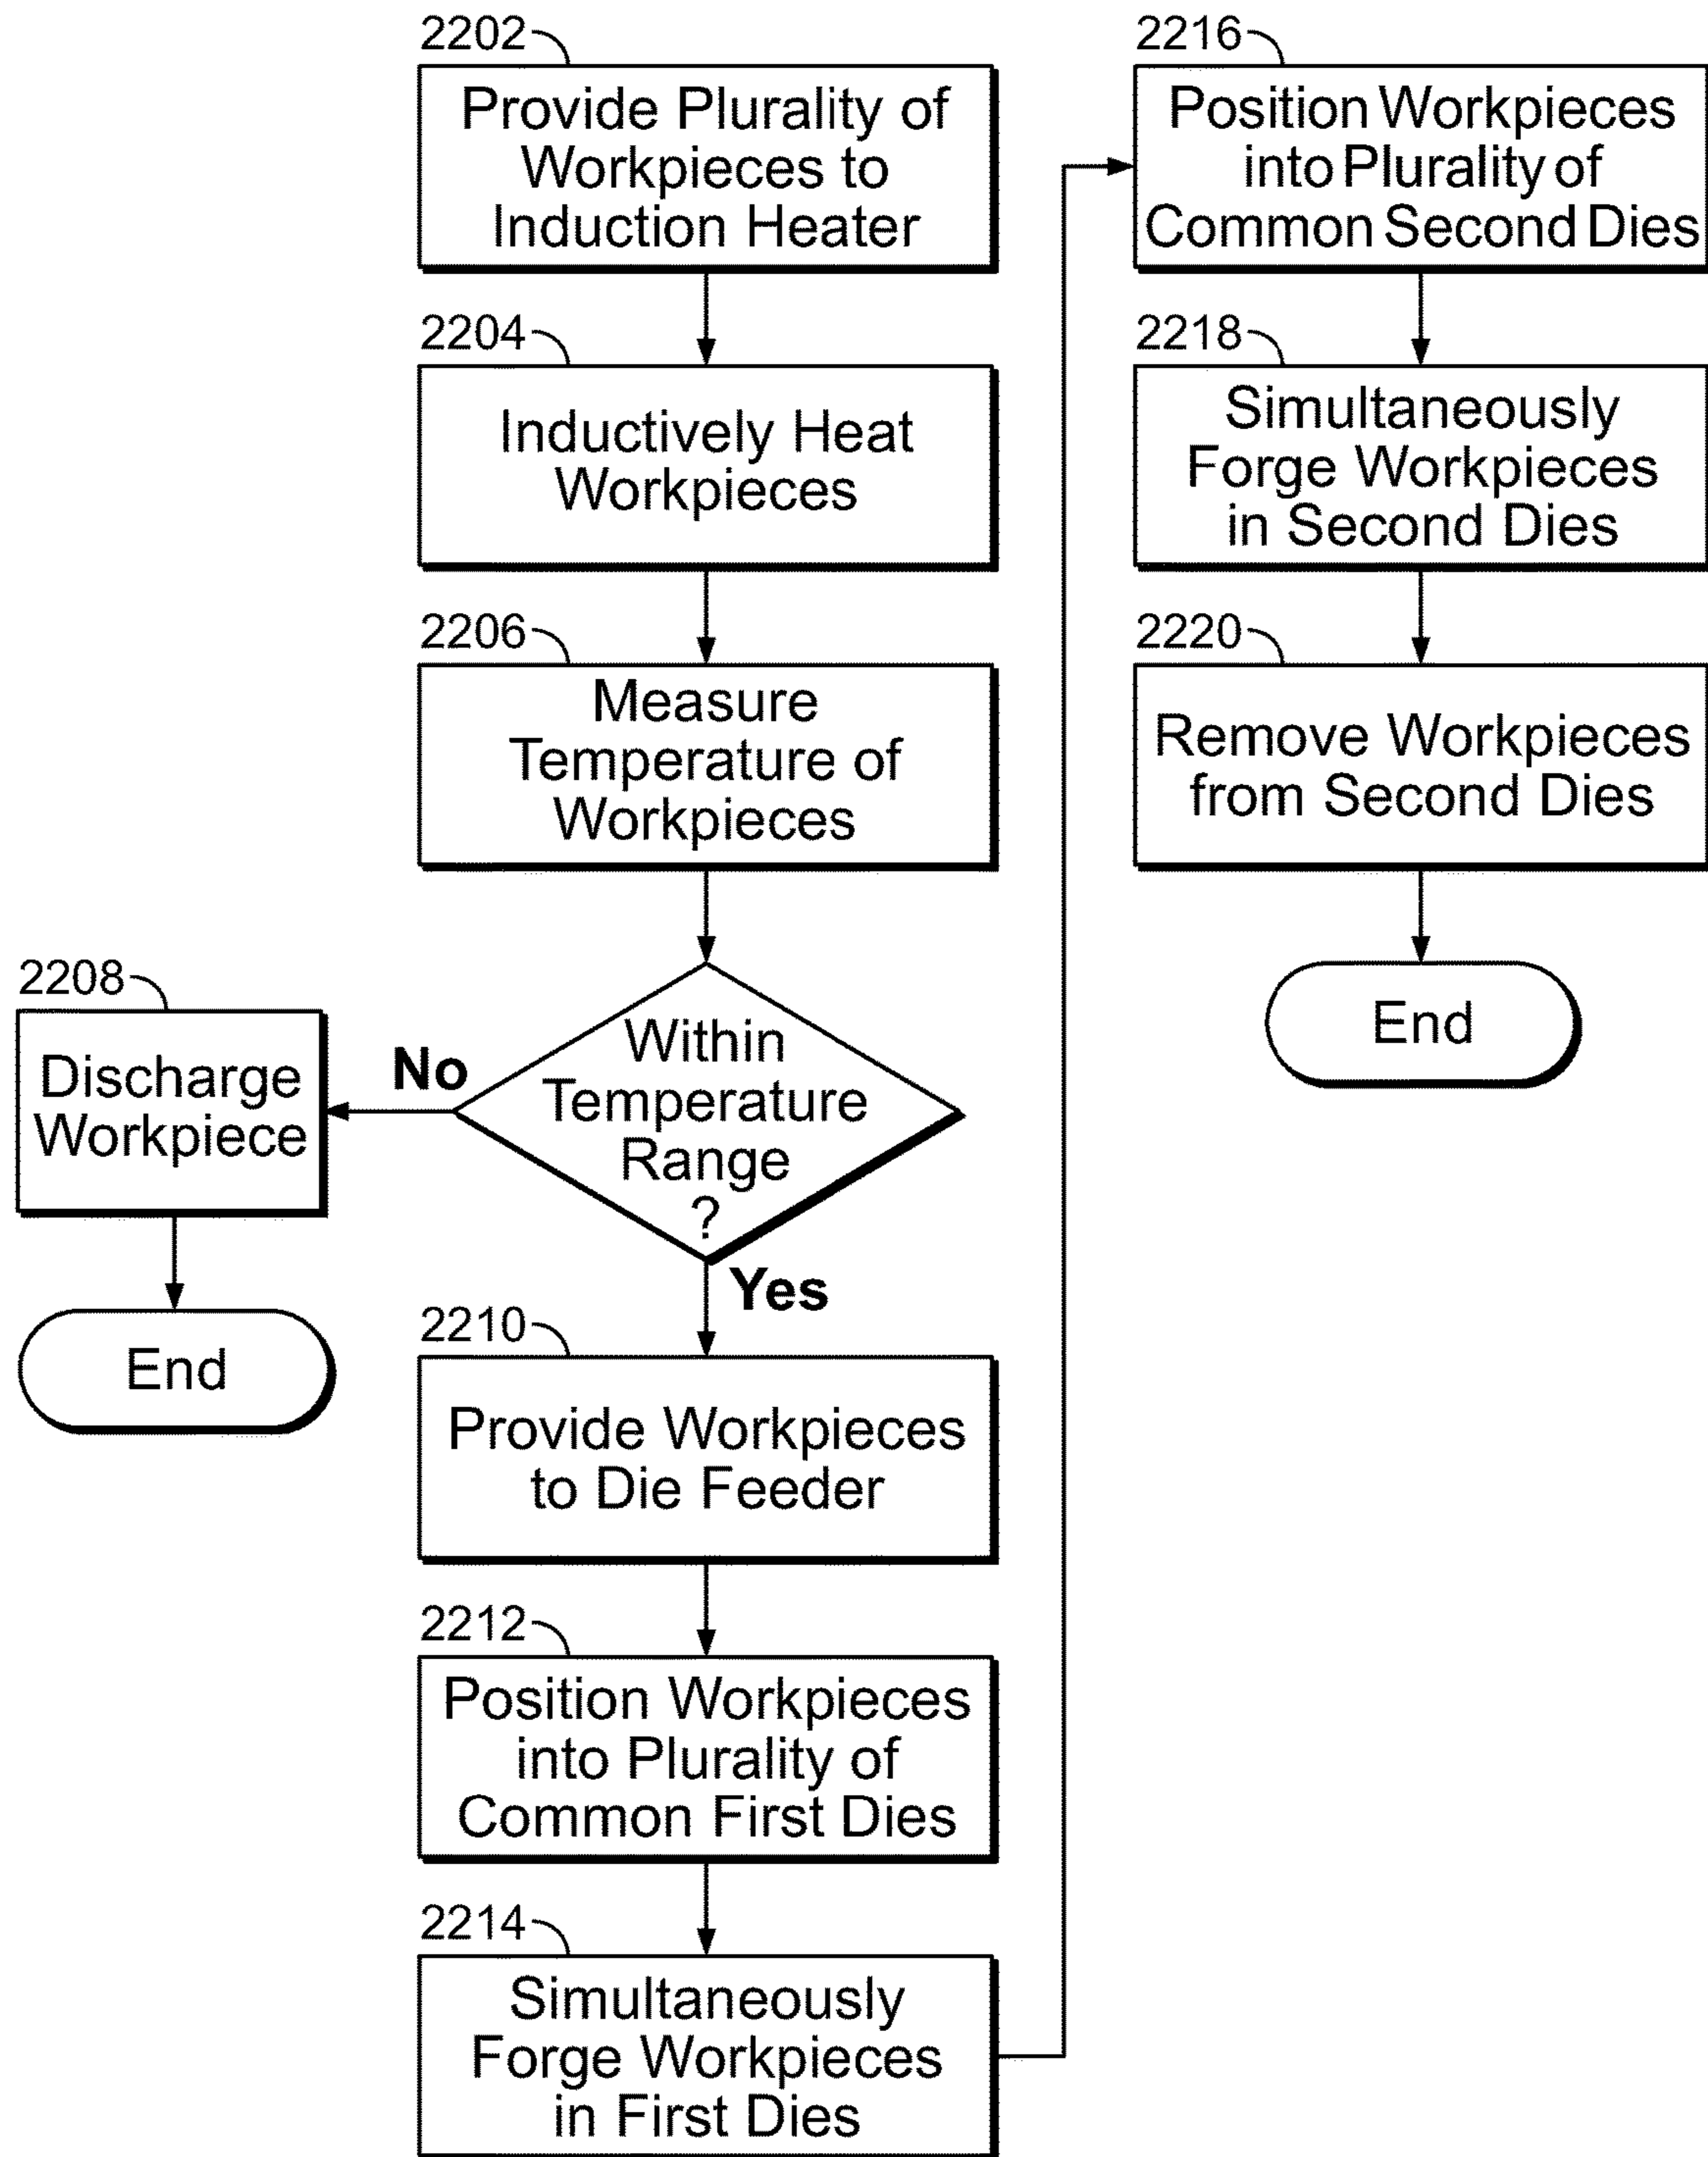 2202
Provide Plurality of
Workpieces to
Induction Heater
2204
Inductively Heat
Workpieces
2206
Measure
Temperature of
Workpieces
Within
Temperature
Range
?
No
2208
Discharge
Workpiece
End
Yes
2210
Provide Workpieces
to Die Feeder
2212
Position Workpieces
into Plurality of
Common First Dies
2214
Simultaneously
Forge Workpieces
in First Dies
2216
Position Workpieces
into Plurality of
Common Second Dies
2218
Simultaneously
Forge Workpieces
in Second Dies
2220
Remove Workpieces
from Second Dies
End